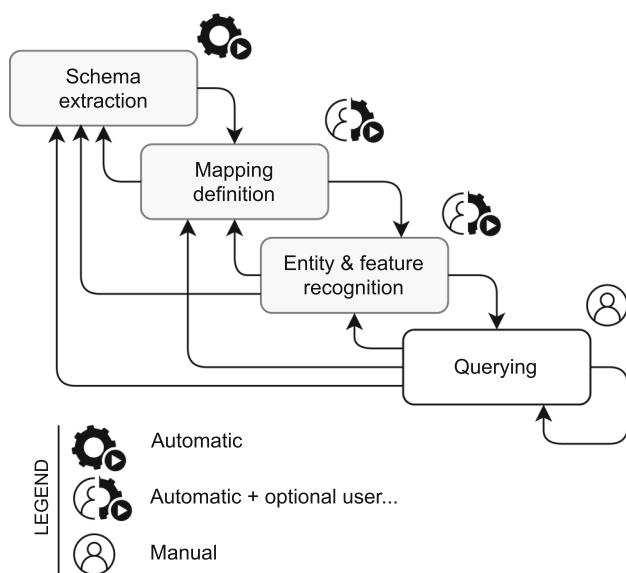 Schema
extraction
Mapping
definition
Entity & feature
recognition
Querying
LEGEND
Automatic
Automatic + optional user...
Manual